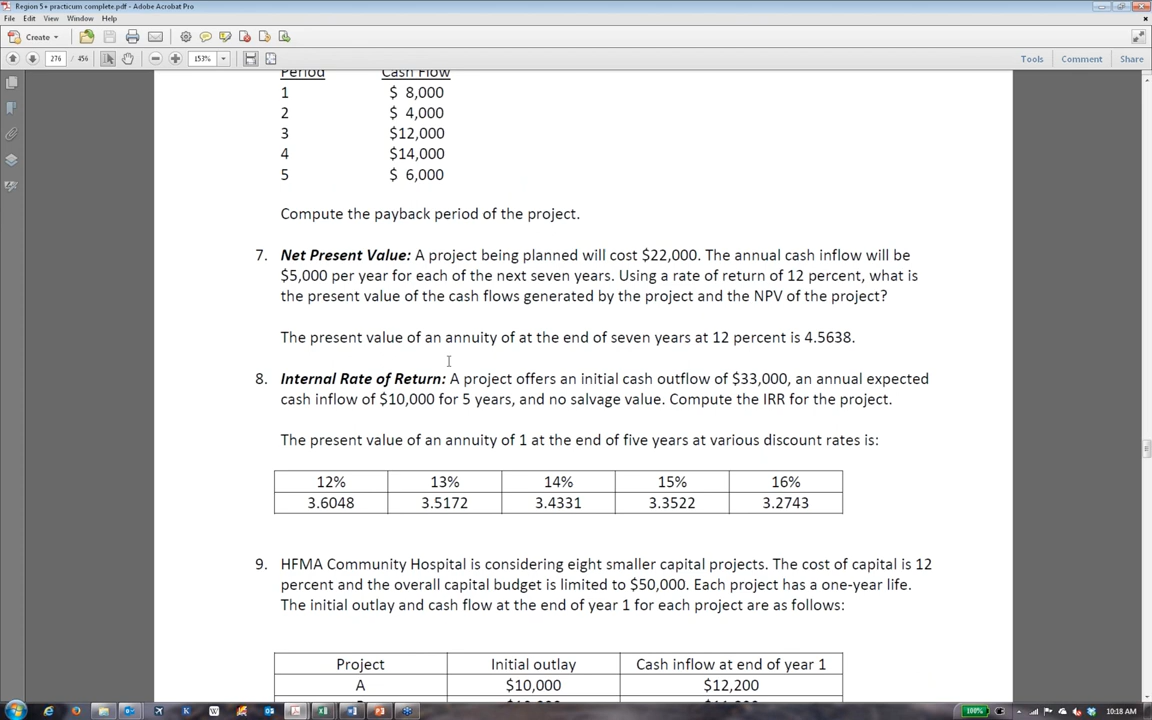 Region 5+ practicum complete.pdf - Adobe Acrobat Pro
File Edit View Window Help
Create
276 / 456 153% Tools Comment Share
Period Cash Flow
1 $ 8,000
2 $ 4,000
3 $12,000
4 $14,000
5 $ 6,000
Compute the payback period of the project.
7. Net Present Value: A project being planned will cost $22,000. The annual cash inflow will be
$5,000 per year for each of the next seven years. Using a rate of return of 12 percent, what is
the present value of the cash flows generated by the project and the NPV of the project?
The present value of an annuity of at the end of seven years at 12 percent is 4.5638.
8. Internal Rate of Return: A project offers an initial cash outflow of $33,000, an annual expected
cash inflow of $10,000 for 5 years, and no salvage value. Compute the IRR for the project.
The present value of an annuity of 1 at the end of five years at various discount rates is:
12% 13% 14% 15% 16%
3.6048 3.5172 3.4331 3.3522 3.2743
9. HFMA Community Hospital is considering eight smaller capital projects. The cost of capital is 12
percent and the overall capital budget is limited to $50,000. Each project has a one-year life.
The initial outlay and cash flow at the end of year 1 for each project are as follows:
Project Initial outlay Cash inflow at end of year 1
A $10,000 $12,200
100% 10:18 AM